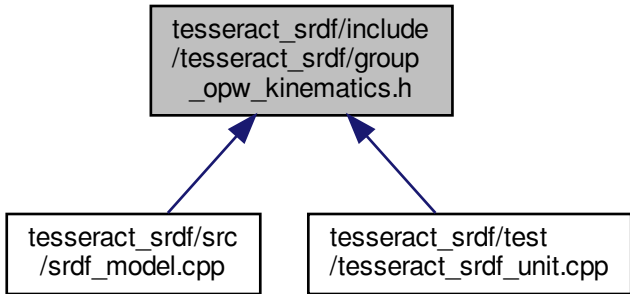 tesseract_srdf/include
/tesseract_srdf/group
_opw_kinematics.h
tesseract_srdf/src
/srdf_model.cpp
tesseract_srdf/test
/tesseract_srdf_unit.cpp